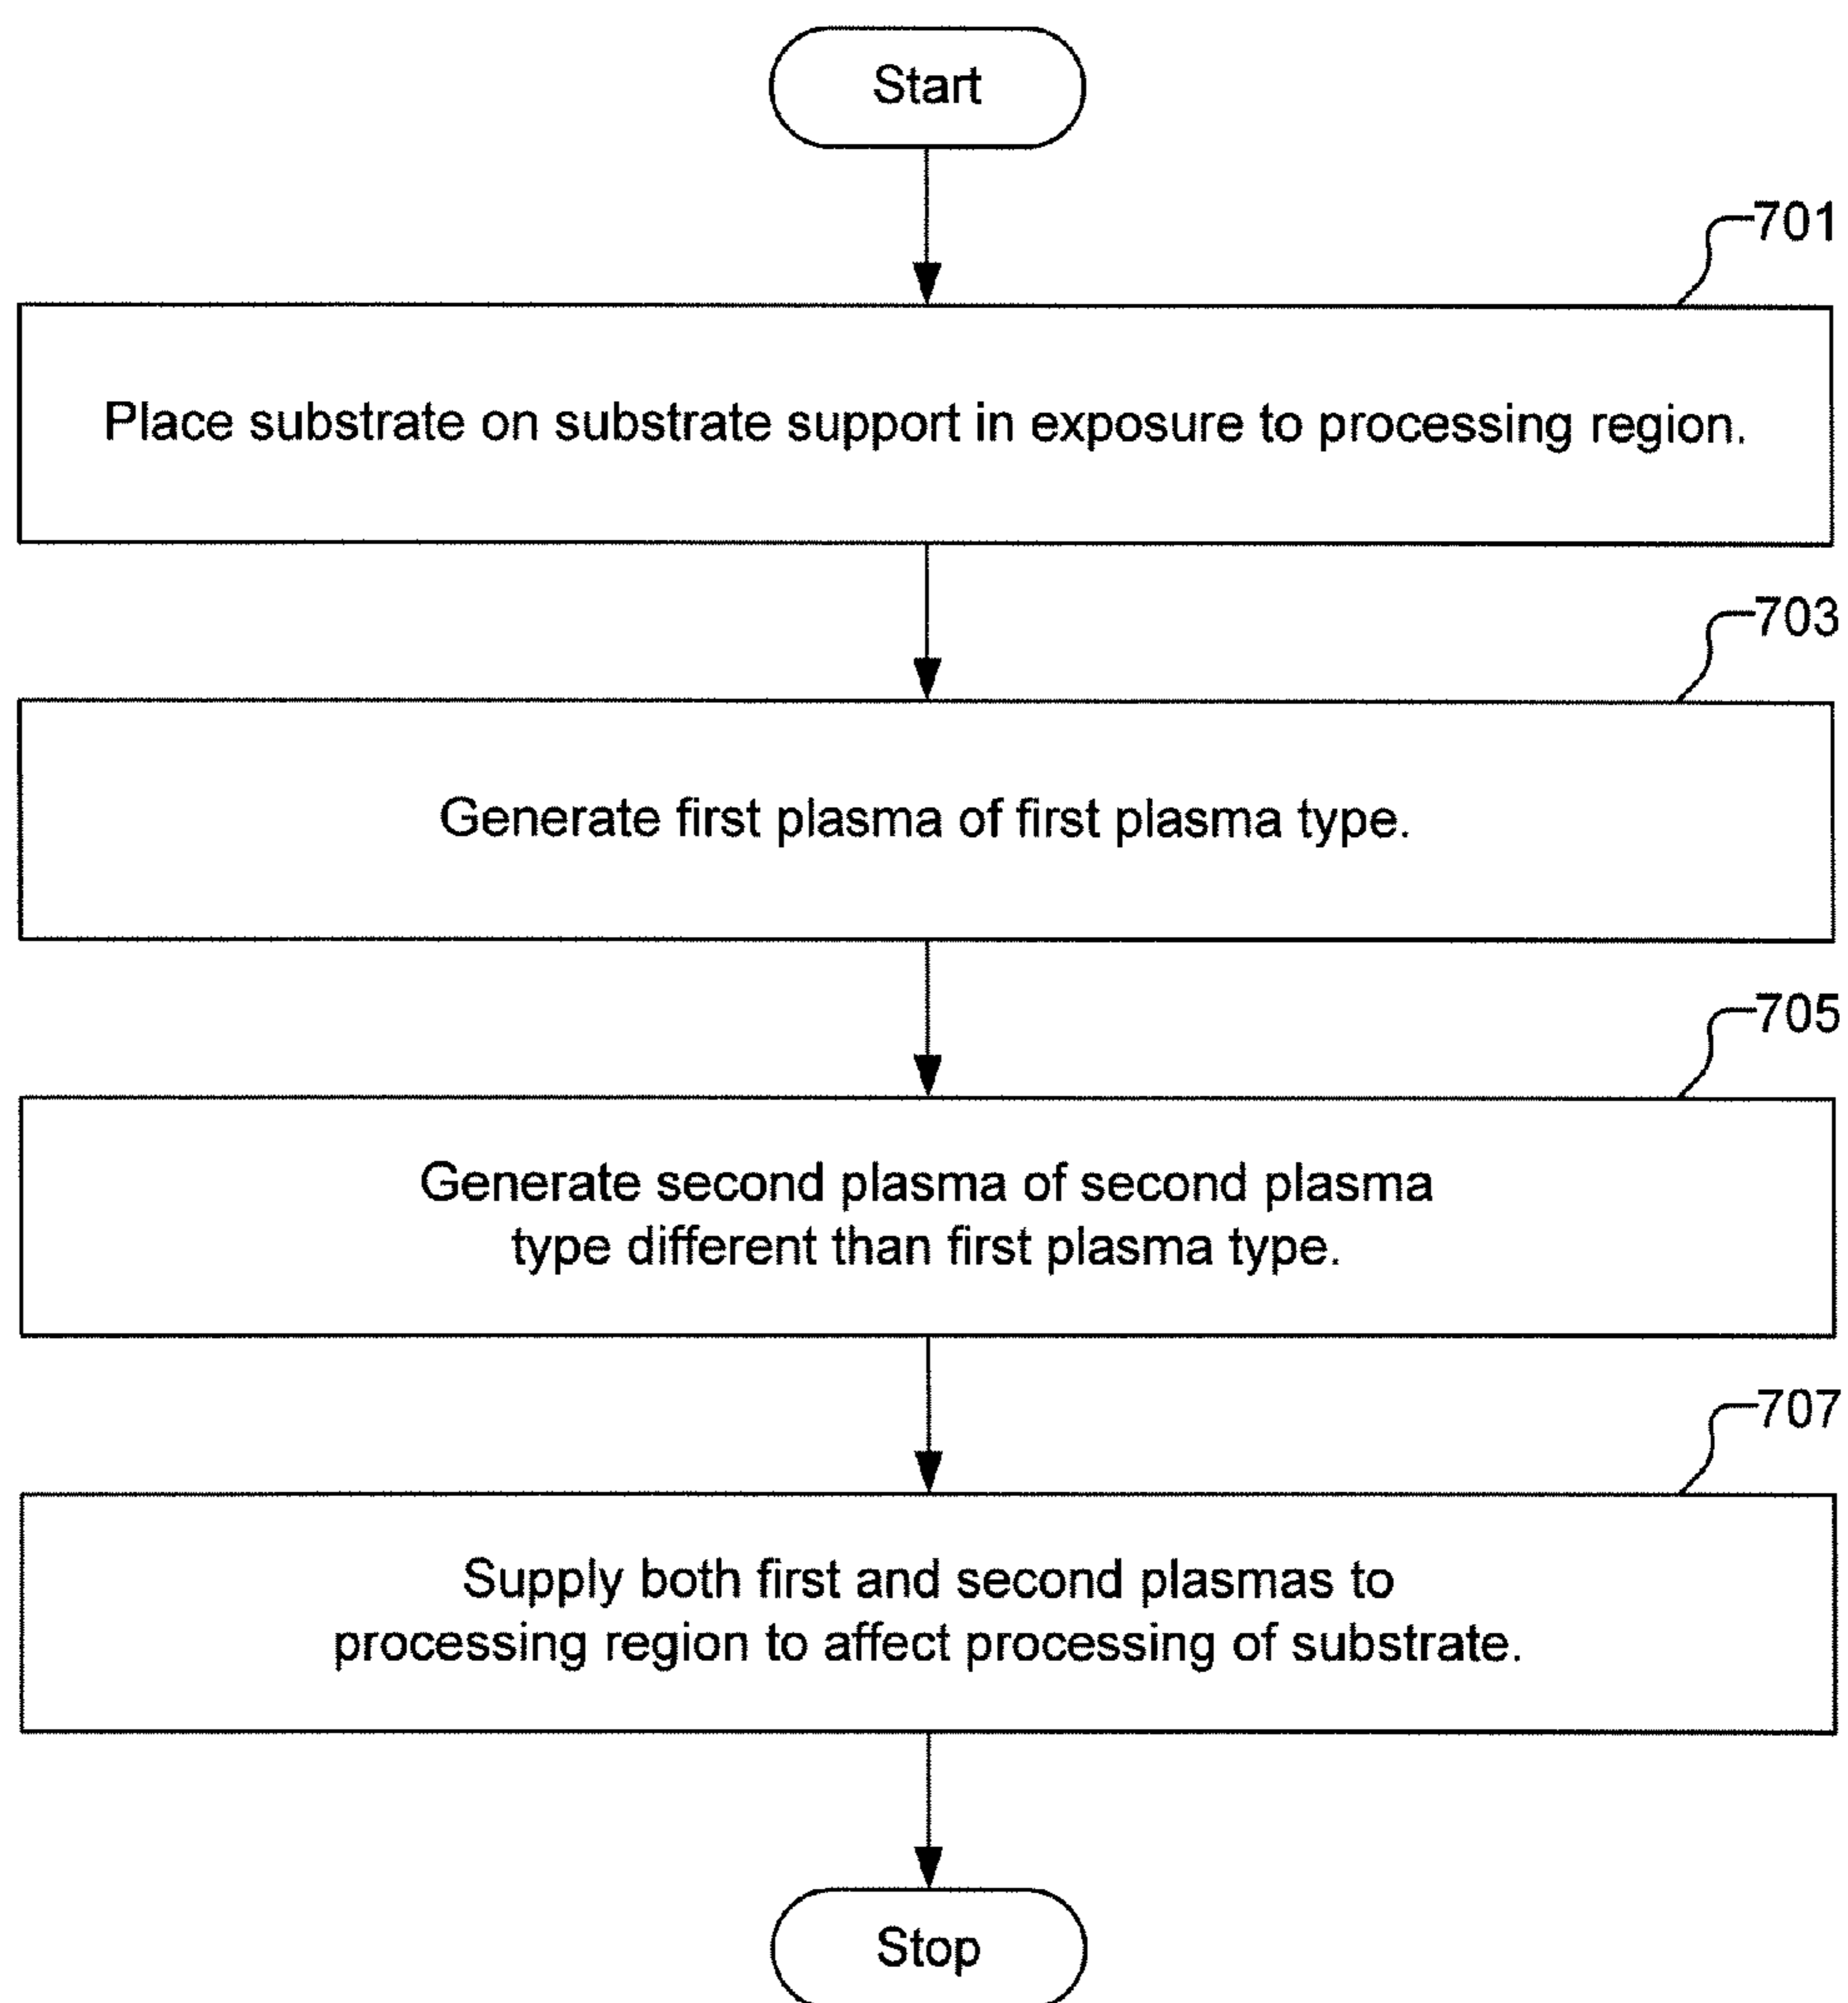 Start
701
Place substrate on substrate support in exposure to processing region.
703
Generate first plasma of first plasma type.
705
Generate second plasma of second plasma
type different than first plasma type.
707
Supply both first and second plasmas to
processing region to affect processing of substrate.
Stop